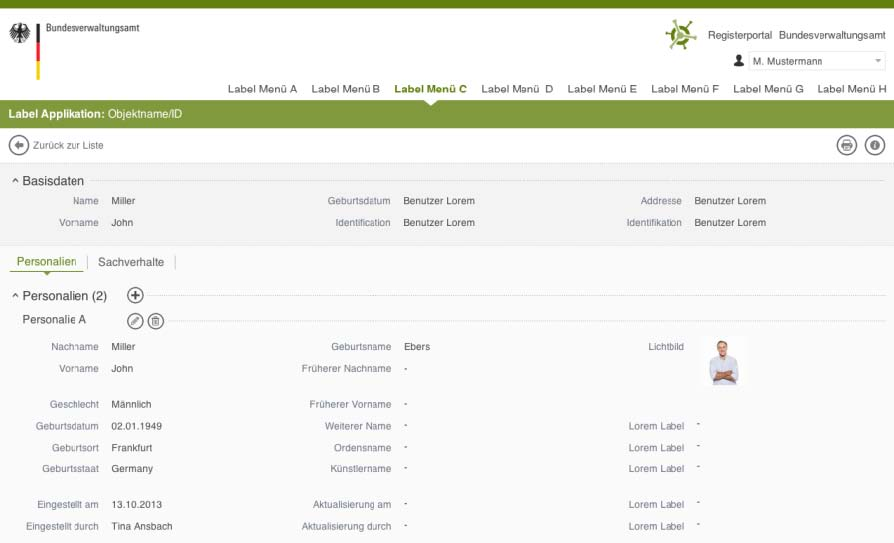 Bundesverwaltungsamt
Registerportal Bundesverwaltungsamt
M. Mustermann
Label Menü A Label Menü B Label Menü C Label Menü D Label Menü E Label Menü F Label Menü G Label Menü H
Label Applikation: Objektname/ID
Zurück zur Liste
Basisdaten
Name Miller Geburtsdatum Benutzer Lorem Addresse Benutzer Lorem
Vorname John Identification Benutzer Lorem Identifikation Benutzer Lorem
Personalien Sachverhalte
Personalien (2)
Personalie A
Nachname Miller Geburtsname Ebers Lichtbild
Vorname John Früherer Nachname -
Geschlecht Männlich Früherer Vorname -
Geburtsdatum 02.01.1949 Weiterer Name - Lorem Label -
Geburtsort Frankfurt Ordensname - Lorem Label -
Geburtsstaat Germany Künstlername - Lorem Label -
Eingestellt am 13.10.2013 Aktualisierung am - Lorem Label -
Eingestellt durch Tina Ansbach Aktualisierung durch - Lorem Label -